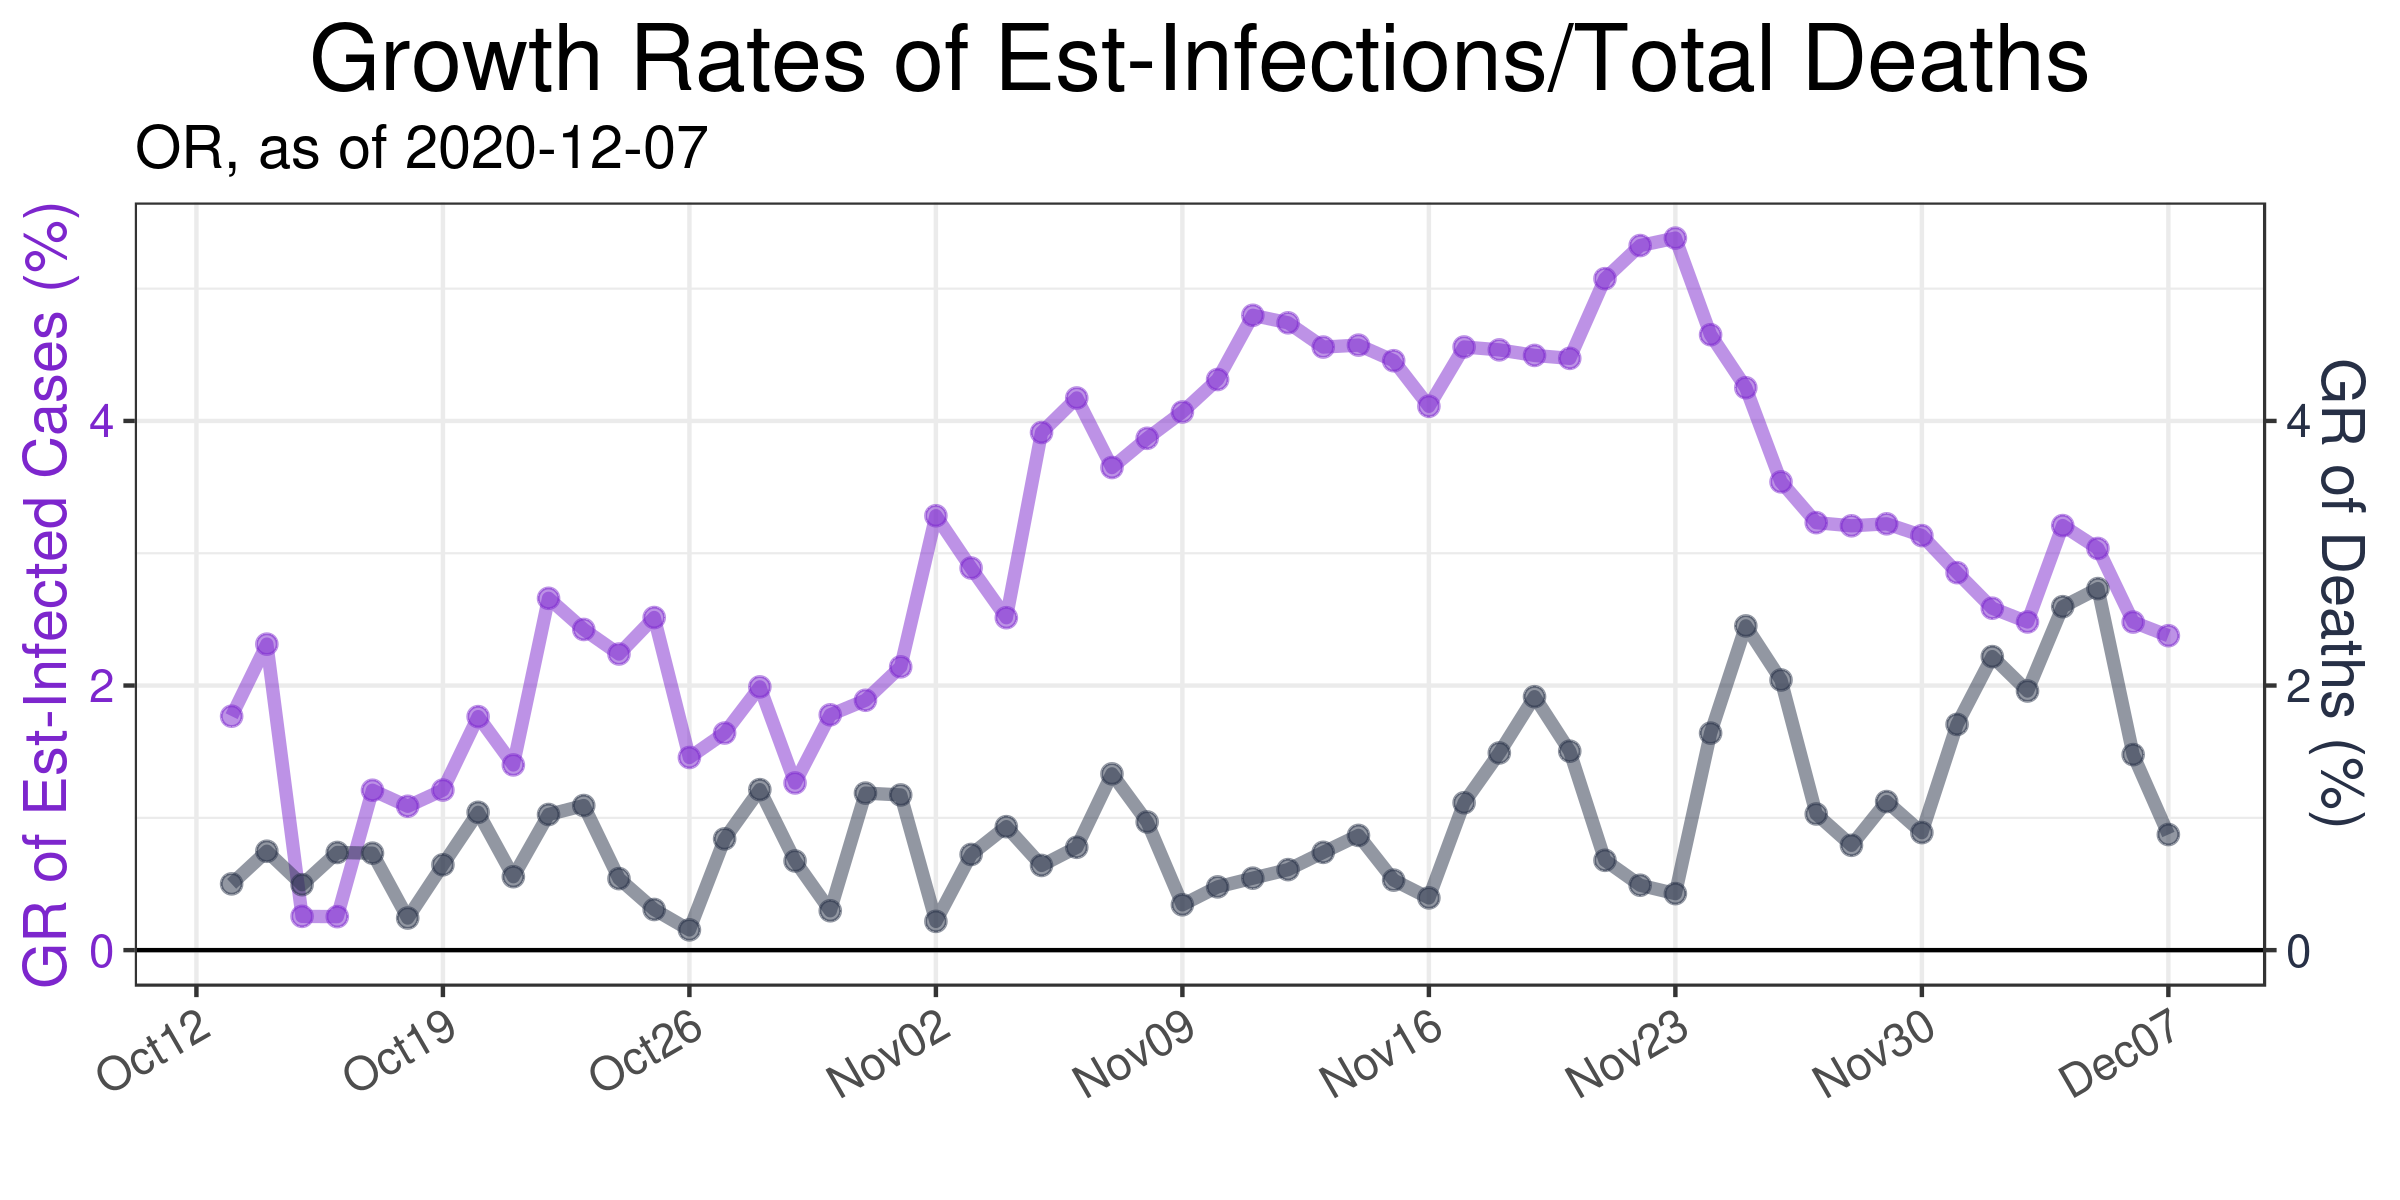 Growth Rates of Est-Infections/Total Deaths
OR, as of 2020-12-07
GR of Est-Infected Cases (%)
4
2
0
4
2
0
GR of Deaths (%)
Oct12
Oct19
Oct26
Nov02
Nov09
Nov16
Nov23
Nov30
Dec07